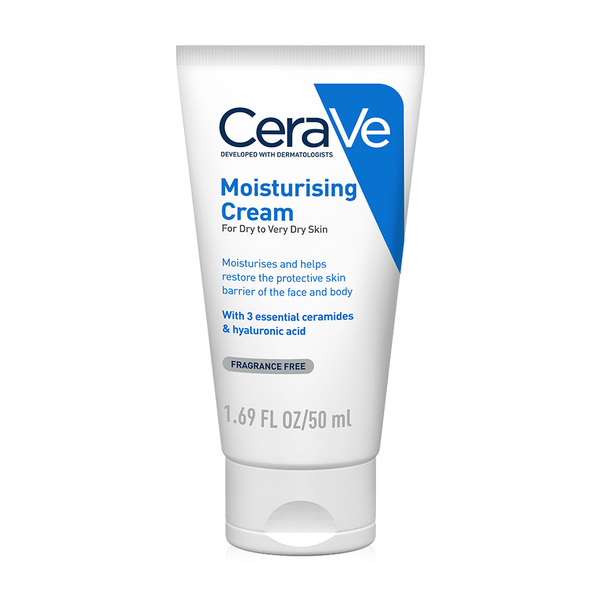 CeraVe
DEVELOPED WITH DERMATOLOGISTS
Moisturising
Cream
For Dry to Very Dry Skin
Moisturises and helps
restore the protective skin
barrier of the face and body
With 3 essential ceramides
& hyaluronic acid
FRAGRANCE FREE
1.69 FL OZ/50 ml